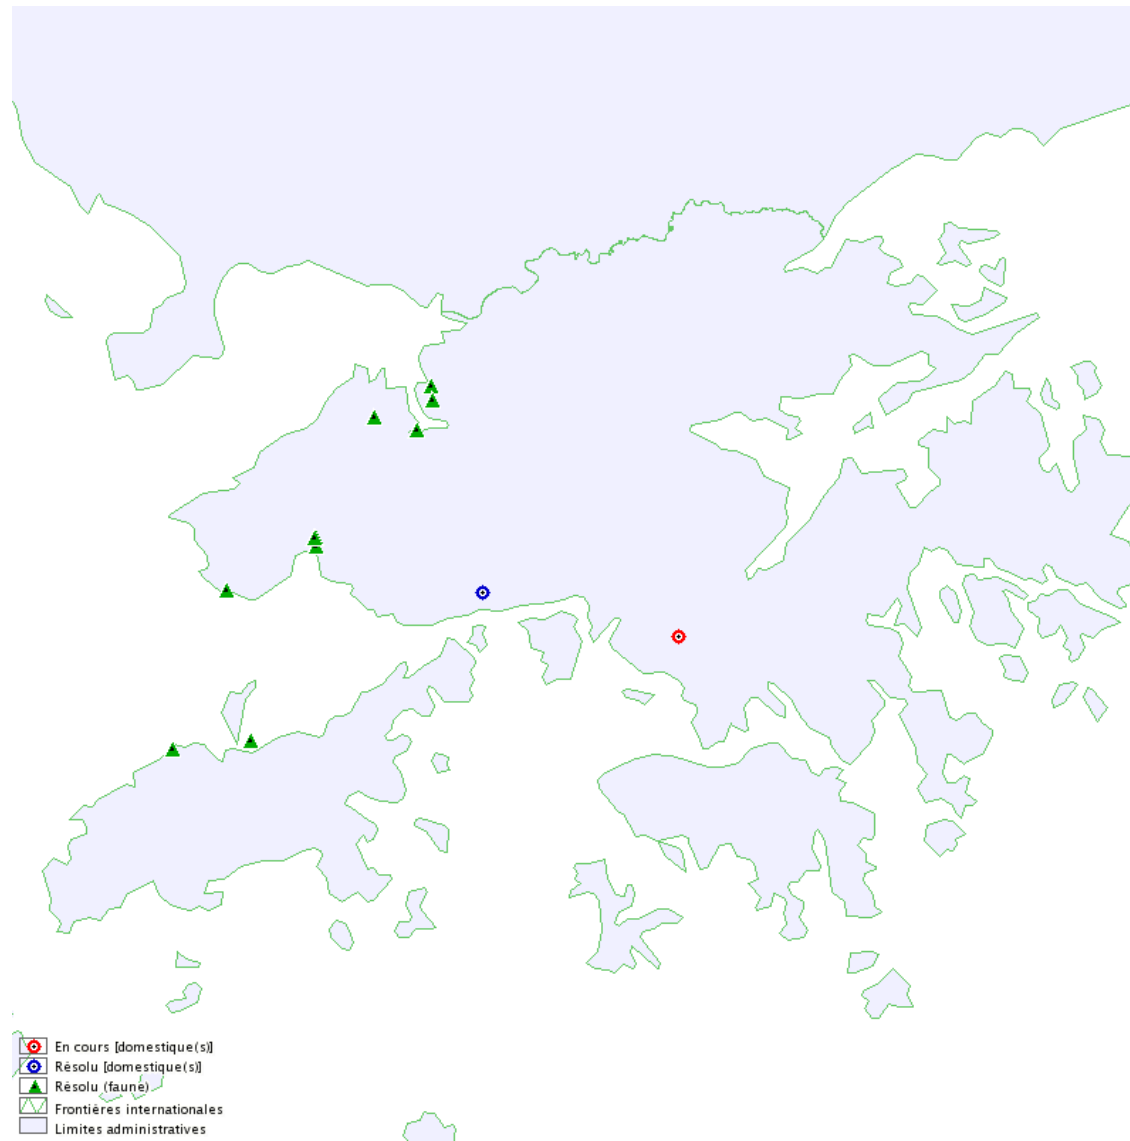 En cours [domestique(s)]
Résolu [domestique(s)]
Résolu (faune)
Frontières internationales
Limites administratives